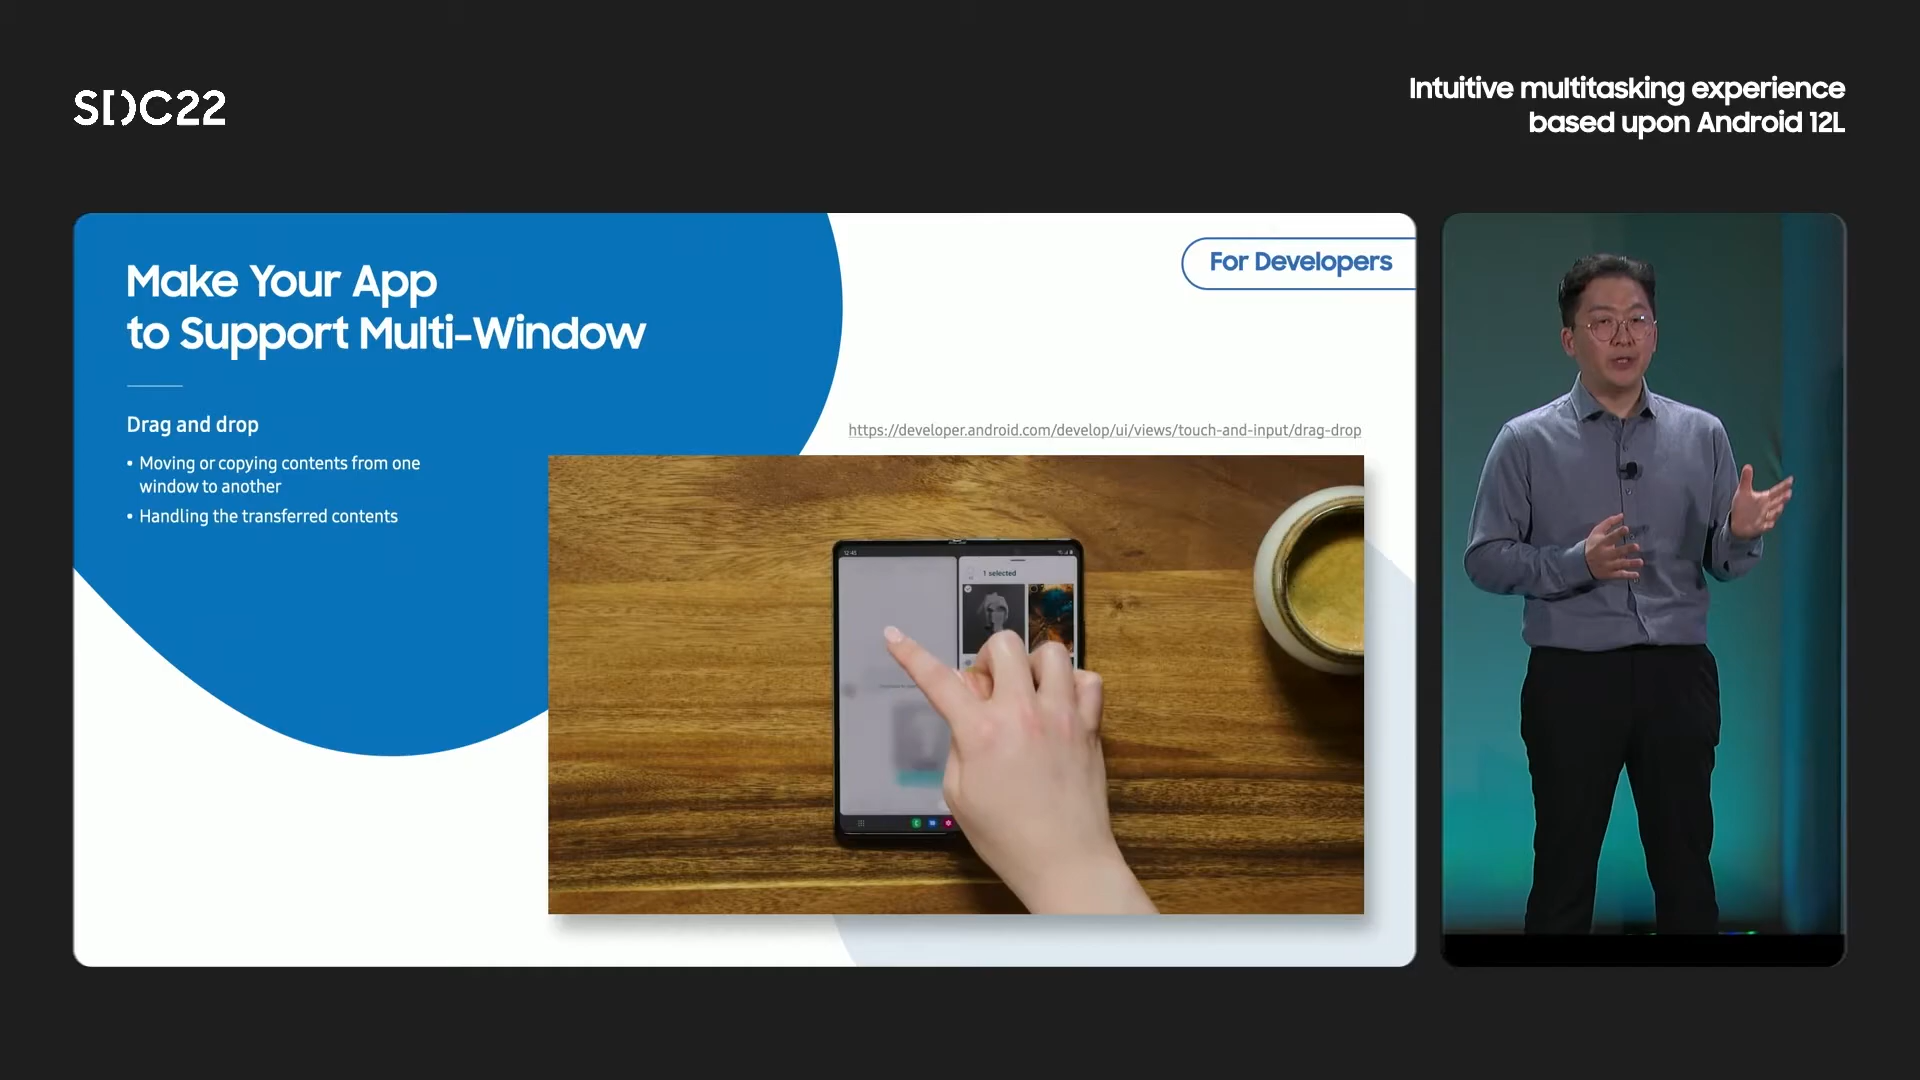 SDC22
Intuitive multitasking experience
based upon Android 12L
Make Your App
to Support Multi-Window
For Developers
Drag and drop
• Moving or copying contents from one
window to another
• Handling the transferred contents
https://developer.android.com/develop/ui/views/touch-and-input/drag-drop
12:45
1 selected